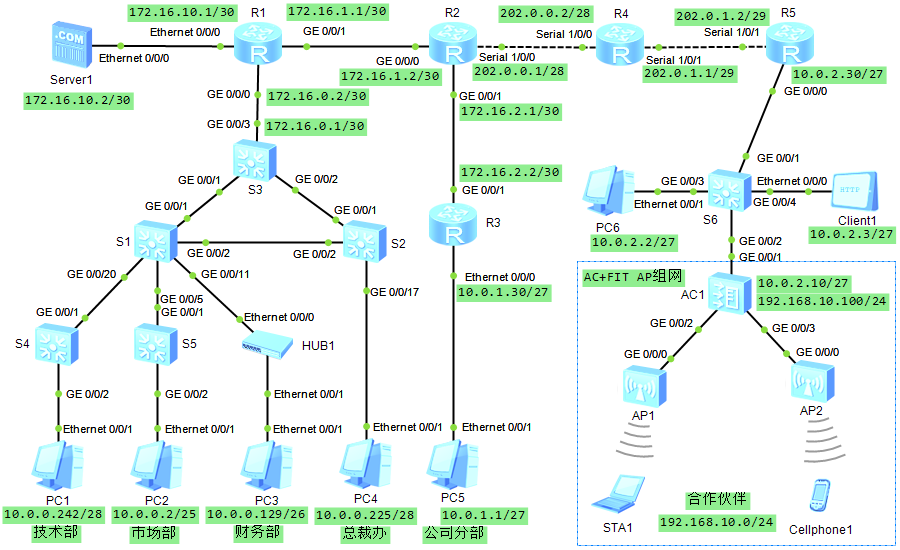 172.16.10.1/30
R1
172.16.1.1/30
R2
202.0.0.2/28
R4
202.0.1.2/29
R5
.COM
Ethernet 0/0/0
R
GE 0/0/1
R
Serial 1/0/0
R
Serial 1/0/1
R
Ethernet 0/0/0
GE 0/0/0
Serial 1/0/0
Serial 1/0/1
Server1
172.16.1.2/30
202.0.0.1/28
202.0.1.1/29
10.0.2.30/27
172.16.10.2/30
GE 0/0/0
172.16.0.2/30
GE 0/0/1
GE 0/0/0
172.16.2.1/30
GE 0/0/3
172.16.0.1/30
GE 0/0/1
172.16.2.2/30
S3
GE 0/0/1
GE 0/0/2
GE 0/0/1
GE 0/0/3
Ethernet 0/0/0
HTTP
Ethernet 0/0/1
GE 0/0/4
GE 0/0/1
GE 0/0/1
R
R3
PC6
S6
Client1
S1
S2
10.0.2.2/27
10.0.2.3/27
GE 0/0/2
GE 0/0/2
GE 0/0/2
GE 0/0/1
GE 0/0/20
GE 0/0/11
Ethernet 0/0/0
AC+FIT AP组网
10.0.2.10/27
GE 0/0/5
GE 0/0/17
10.0.1.30/27
AC1
192.168.10.100/24
GE 0/0/1
GE 0/0/1
Ethernet 0/0/0
GE 0/0/2
GE 0/0/3
S4
S5
HUB1
GE 0/0/0
GE 0/0/0
GE 0/0/2
GE 0/0/2
Ethernet 0/0/1
AP1
AP2
Ethernet 0/0/1
Ethernet 0/0/1
Ethernet 0/0/1
Ethernet 0/0/1
PC1
PC2
PC3
PC4
PC5
合作伙伴
10.0.0.242/28
10.0.0.2/25
10.0.0.129/26
10.0.0.225/28
10.0.1.1/27
192.168.10.0/24
STA1
Cellphone1
技术部
市场部
财务部
总裁办
公司分部